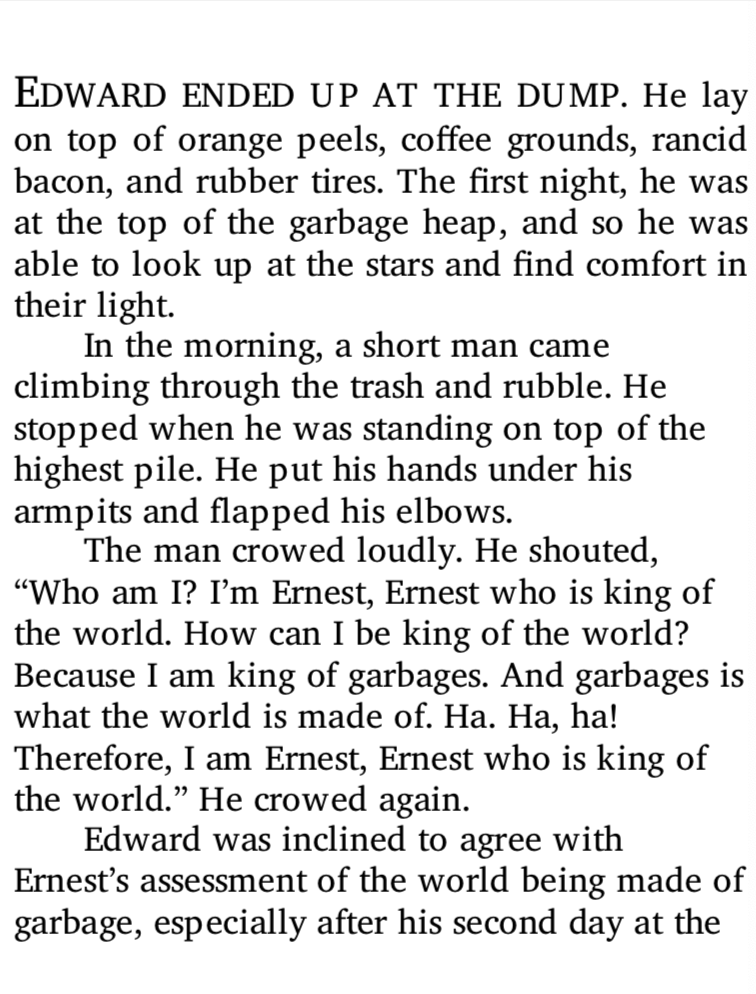 EDWARD ENDED UP AT THE DUMP. He lay
on top of orange peels, coffee grounds, rancid
bacon, and rubber tires. The first night, he was
at the top of the garbage heap, and so he was
able to look up at the stars and find comfort in
their light.
In the morning, a short man came
climbing through the trash and rubble. He
stopped when he was standing on top of the
highest pile. He put his hands under his
armpits and flapped his elbows.
The man crowed loudly. He shouted,
“Who am I? I’m Ernest, Ernest who is king of
the world. How can I be king of the world?
Because I am king of garbages. And garbages is
what the world is made of. Ha. Ha, ha!
Therefore, I am Ernest, Ernest who is king of
the world.” He crowed again.
Edward was inclined to agree with
Ernest’s assessment of the world being made of
garbage, especially after his second day at the